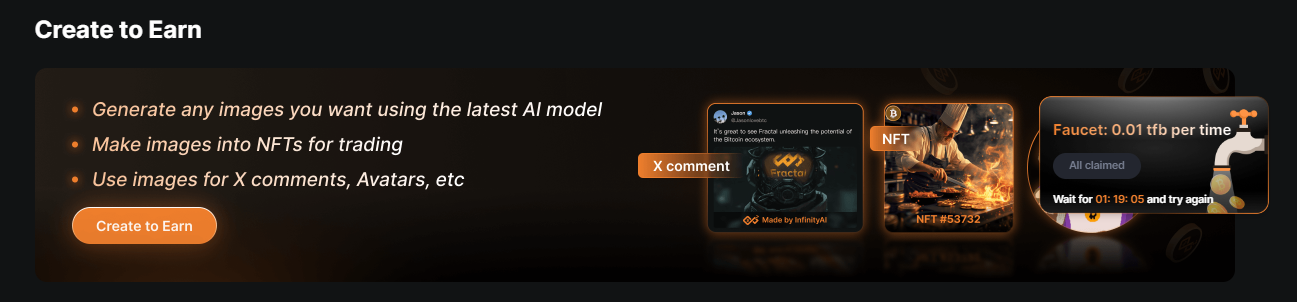 Create to Earn
Generate any images you want using the latest AI model
Make images into NFTs for trading
Use images for X comments, Avatars, etc
Create to Earn
X comment
Jason
@Jasonlovebtc
It's great to see Fractal unleashing the potential of
the Bitcoin ecosystem.
Fractal
Made by InfinityAI
NFT
NFT #53732
Faucet: 0.01 tfb per time
All claimed
Wait for 01: 19: 05 and try again